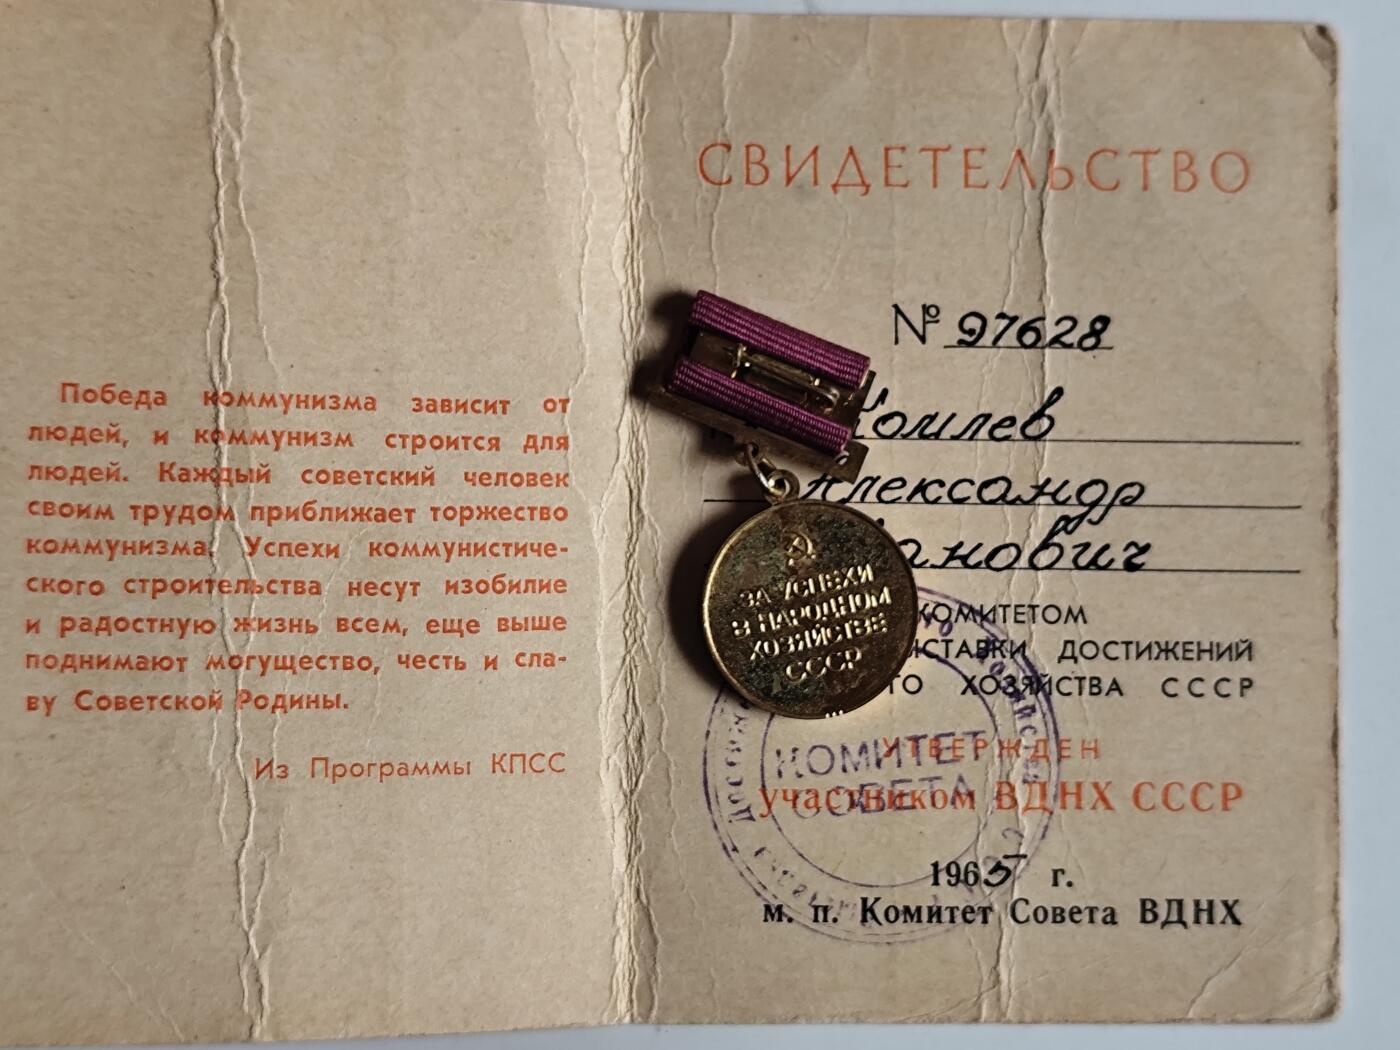 Победа коммунизма зависит от
людей, и коммунизм строится для
людей. Каждый советский человек
своим трудом приближает торжество
коммунизма. Успехи коммунистиче-
ского строительства несут изобилие
и радостную жизнь всем, еще выше
поднимают могущество, честь и сла-
ву Советской Родины.
Из Программы КПСС
СВИДЕТЕЛЬСТВО
№ 97628
Александр
КОМИТЕТОМ
ДОСТИЖЕНИЙ
ХОЗЯЙСТВА СССР
УТВЕРЖДЕН
участником ВДНХ СССР
1965 г.
м. п. Комитет Совета ВДНХ
ЗА УСПЕХИ
В НАРОДНОМ
ХОЗЯЙСТВЕ
СССР
КОМИТЕТ
СОВЕТА